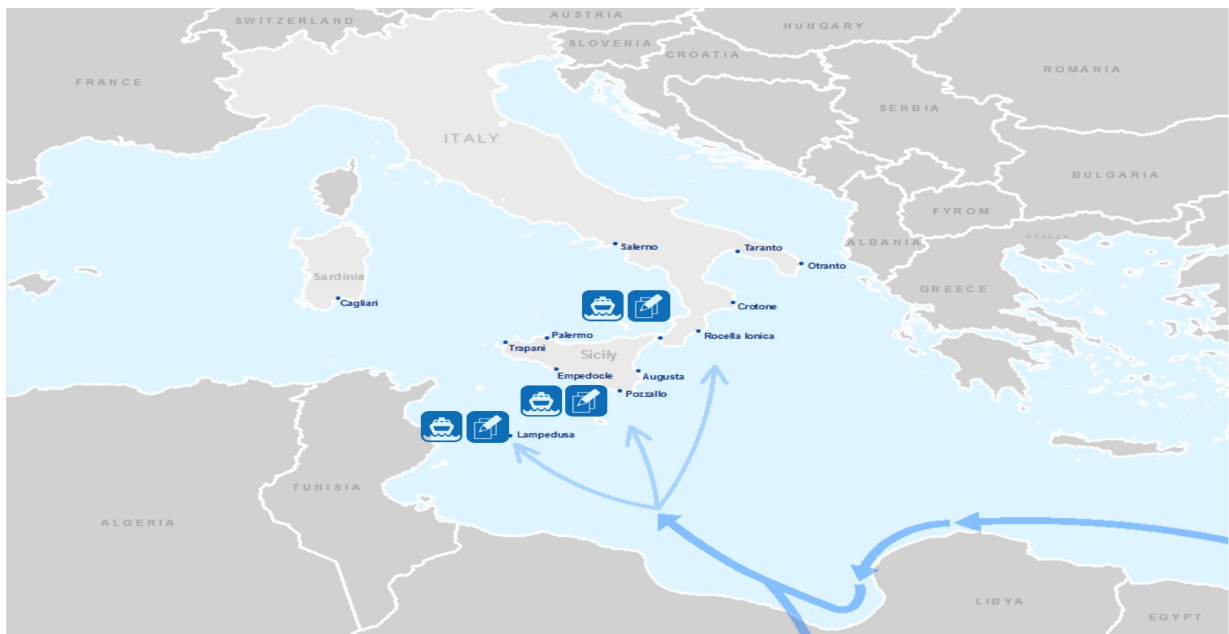 AUSTRIA
SWITZERLAND
HUNGARY
SLOVENIA
CROATIA
ROMANIA
FRANCE
SERBIA
ITALY
BULGARIA
FYROM
GREECE
ALBANIA
Salerno
Taranto
Otranto
Sardinia
GREECE
Cagliari
Crotone
Palermo
Rocella Ionica
Trapani
Sicily
Empedocle
Augusta
Pozzallo
Lampedusa
TUNISIA
ALGERIA
LIBYA
EGYPT